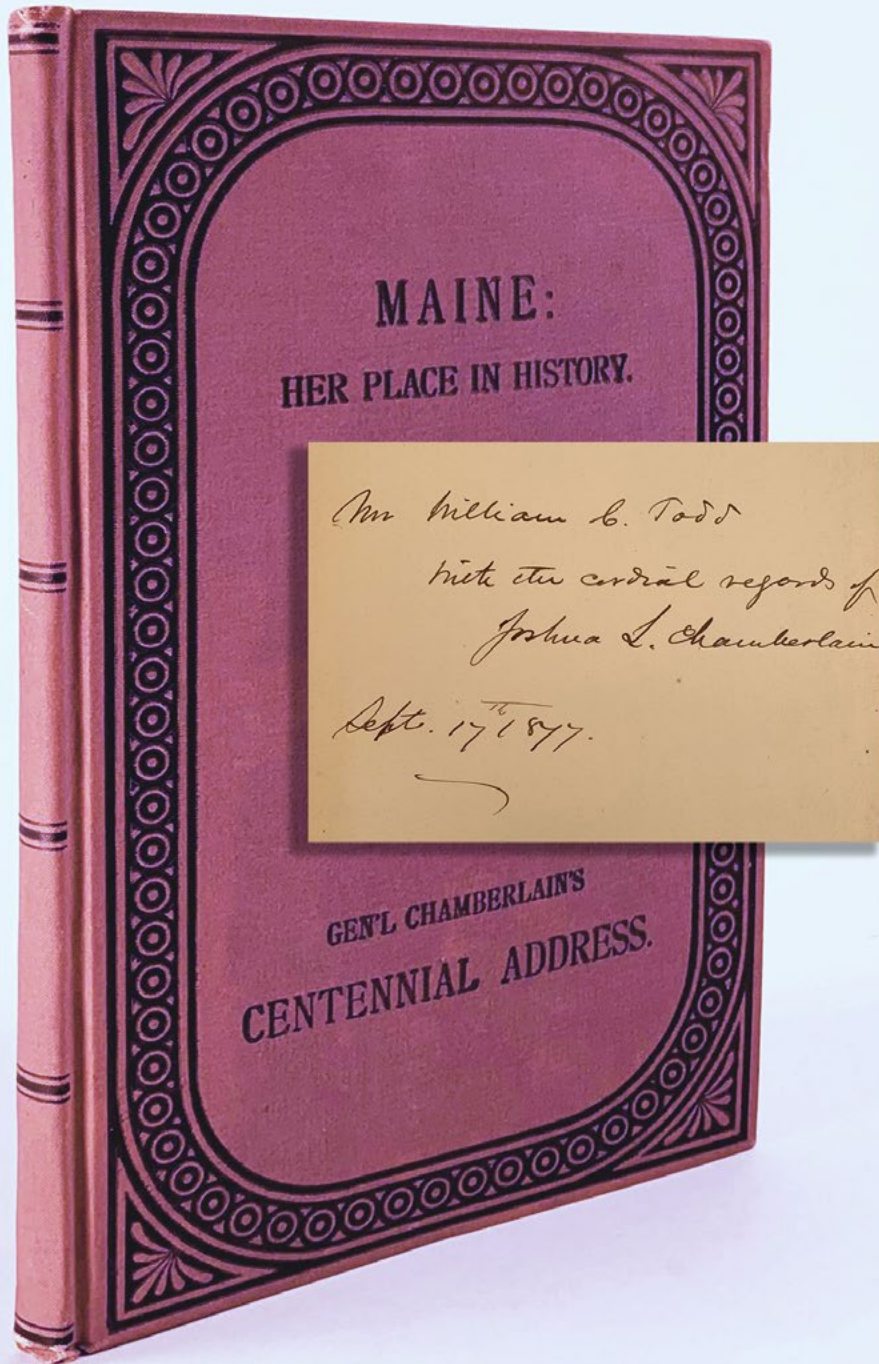 MAINE:
HER PLACE IN HISTORY.
Mr William C. Todd
With the cordial regards of
Joshua L. Chamberlain
Sept. 17th 1877.
GEN'L CHAMBERLAIN'S
CENTENNIAL ADDRESS.